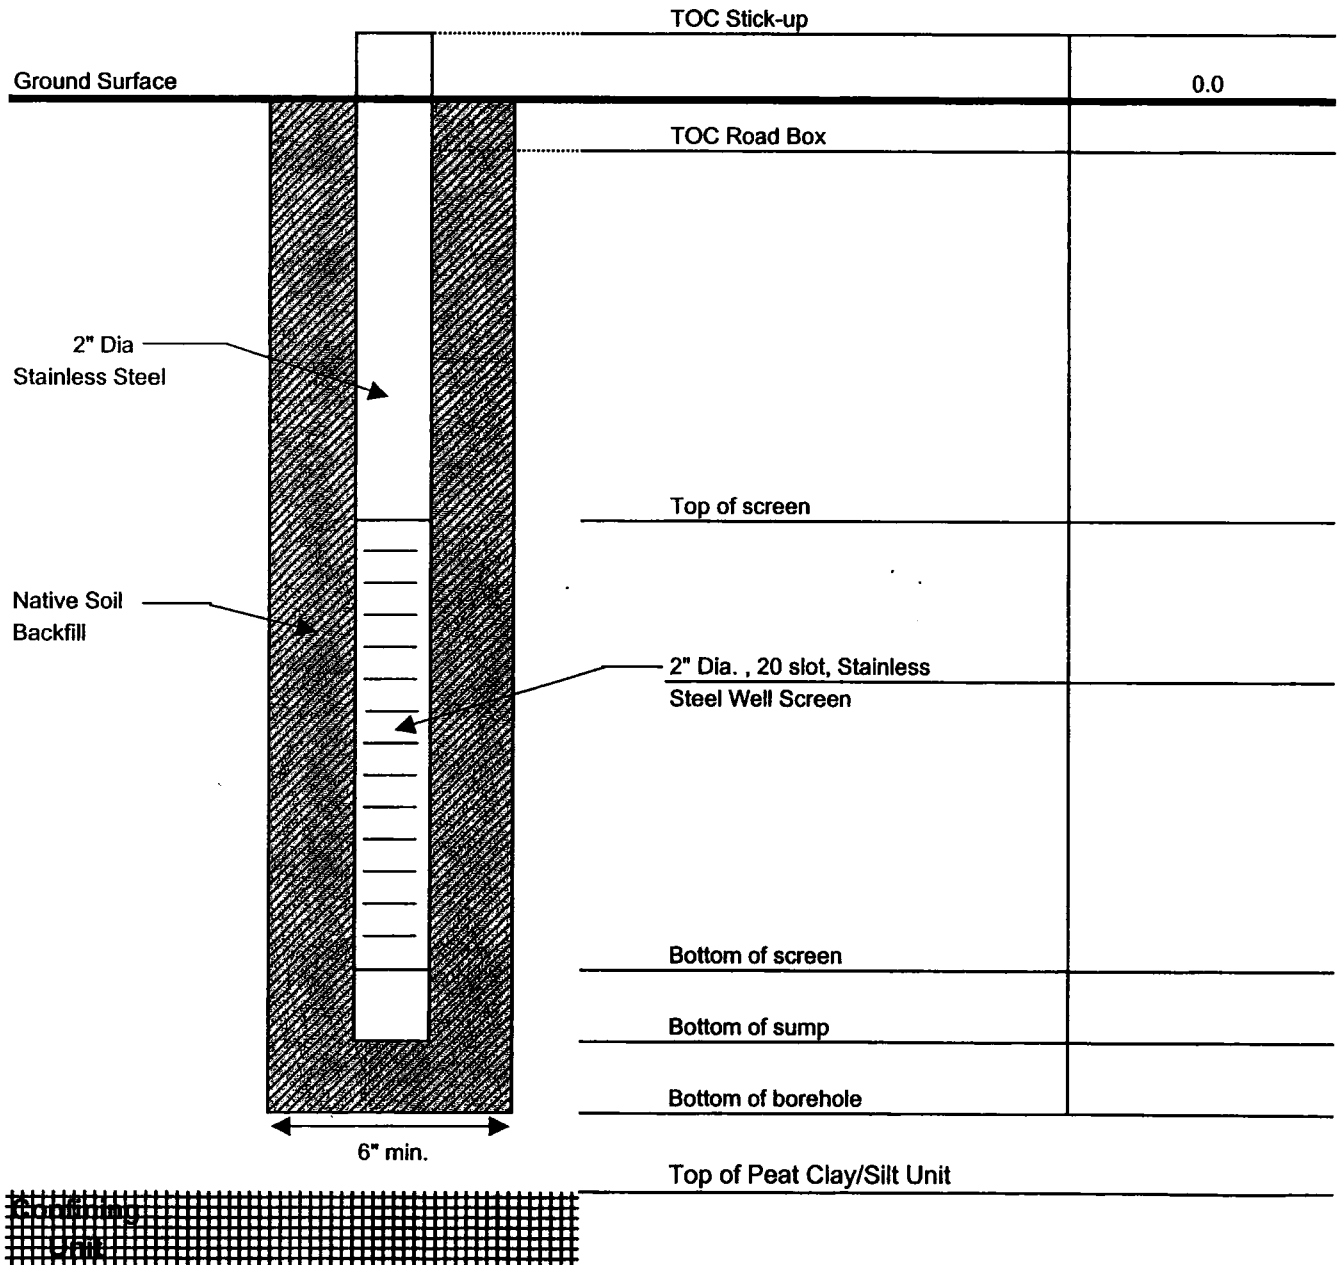 TOC Stick-up
Ground Surface
0.0
TOC Road Box
2" Dia
Stainless Steel
Top of screen
Native Soil
Backfill
2" Dia. , 20 slot, Stainless
Steel Well Screen
Bottom of screen
Bottom of sump
Bottom of borehole
6" min.
Top of Peat Clay/Silt Unit
Confining
Unit